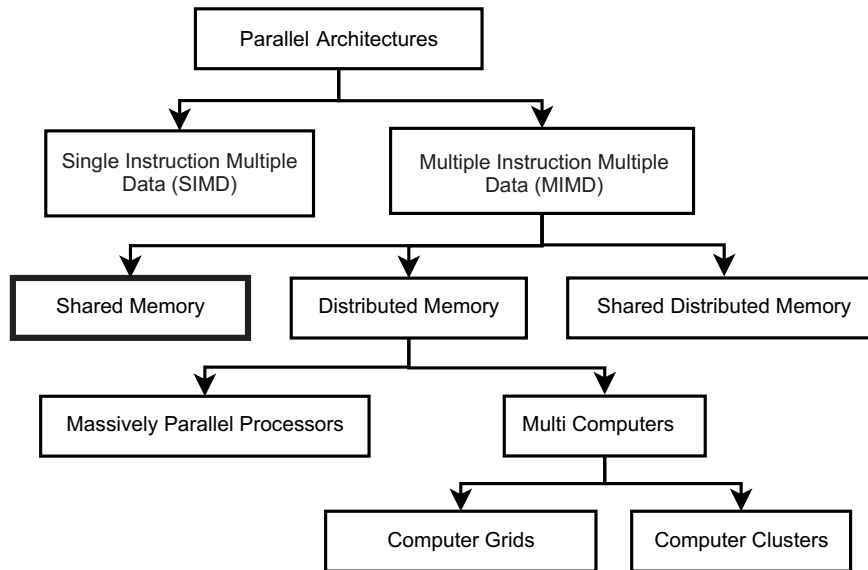 Parallel Architectures
Single Instruction Multiple
Data (SIMD)
Multiple Instruction Multiple
Data (MIMD)
Shared Memory
Distributed Memory
Shared Distributed Memory
Massively Parallel Processors
Multi Computers
Computer Grids
Computer Clusters